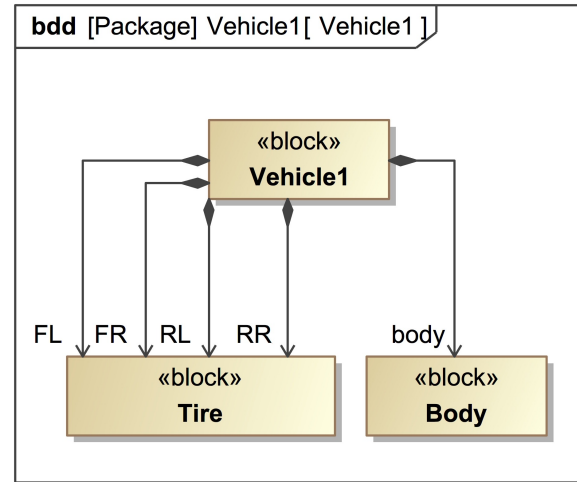 bdd [Package] Vehicle1[ Vehicle1 ]
«block»
Vehicle1
FL FR RL RR body
«block» «block»
Tire Body